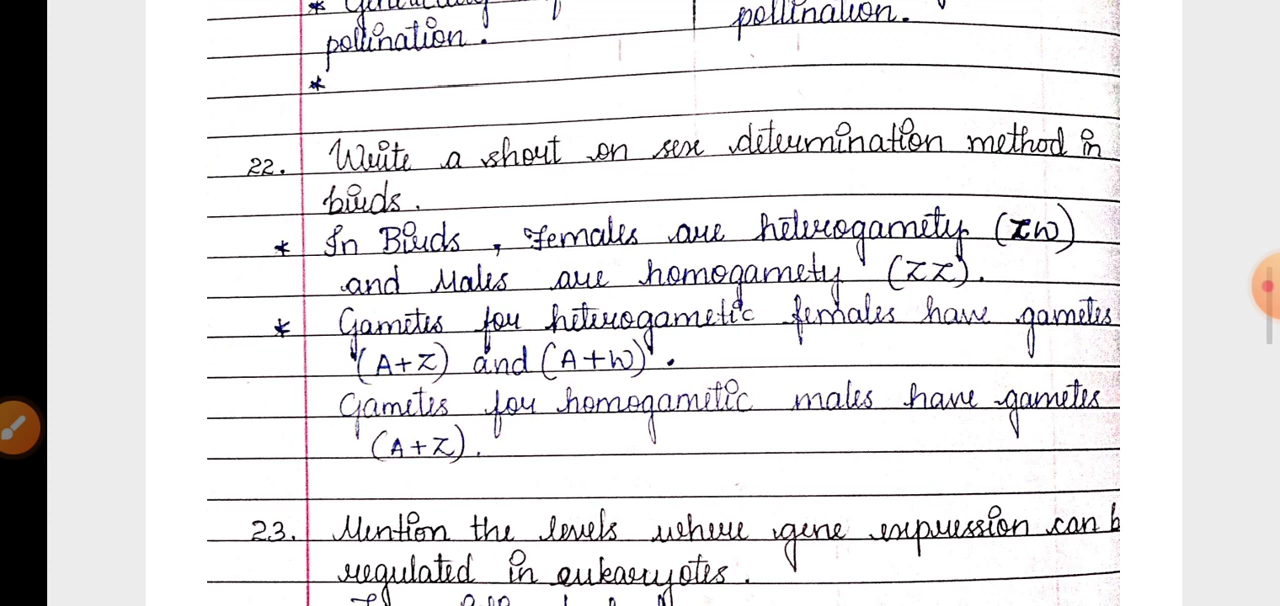 pollination.
pollination.
*
22. Write a short on sex determination method in
birds.
* In Birds, Females are heterogamety (ZW)
and Males are homogamety (ZZ).
* Gametes for heterogametic females have gametes
(A+Z) and (A+W).
Gametes for homogametic males have gametes
(A+Z).
23. Mention the levels where gene expression can b
regulated in eukaryotes.